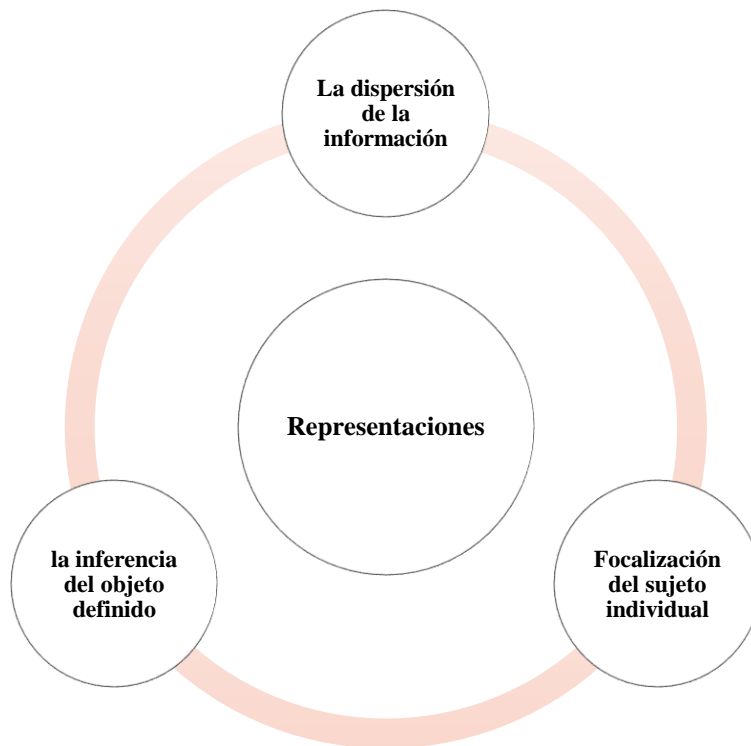 La dispersión
de la
información
Representaciones
la inferencia
del objeto
definido
Focalización
del sujeto
individual